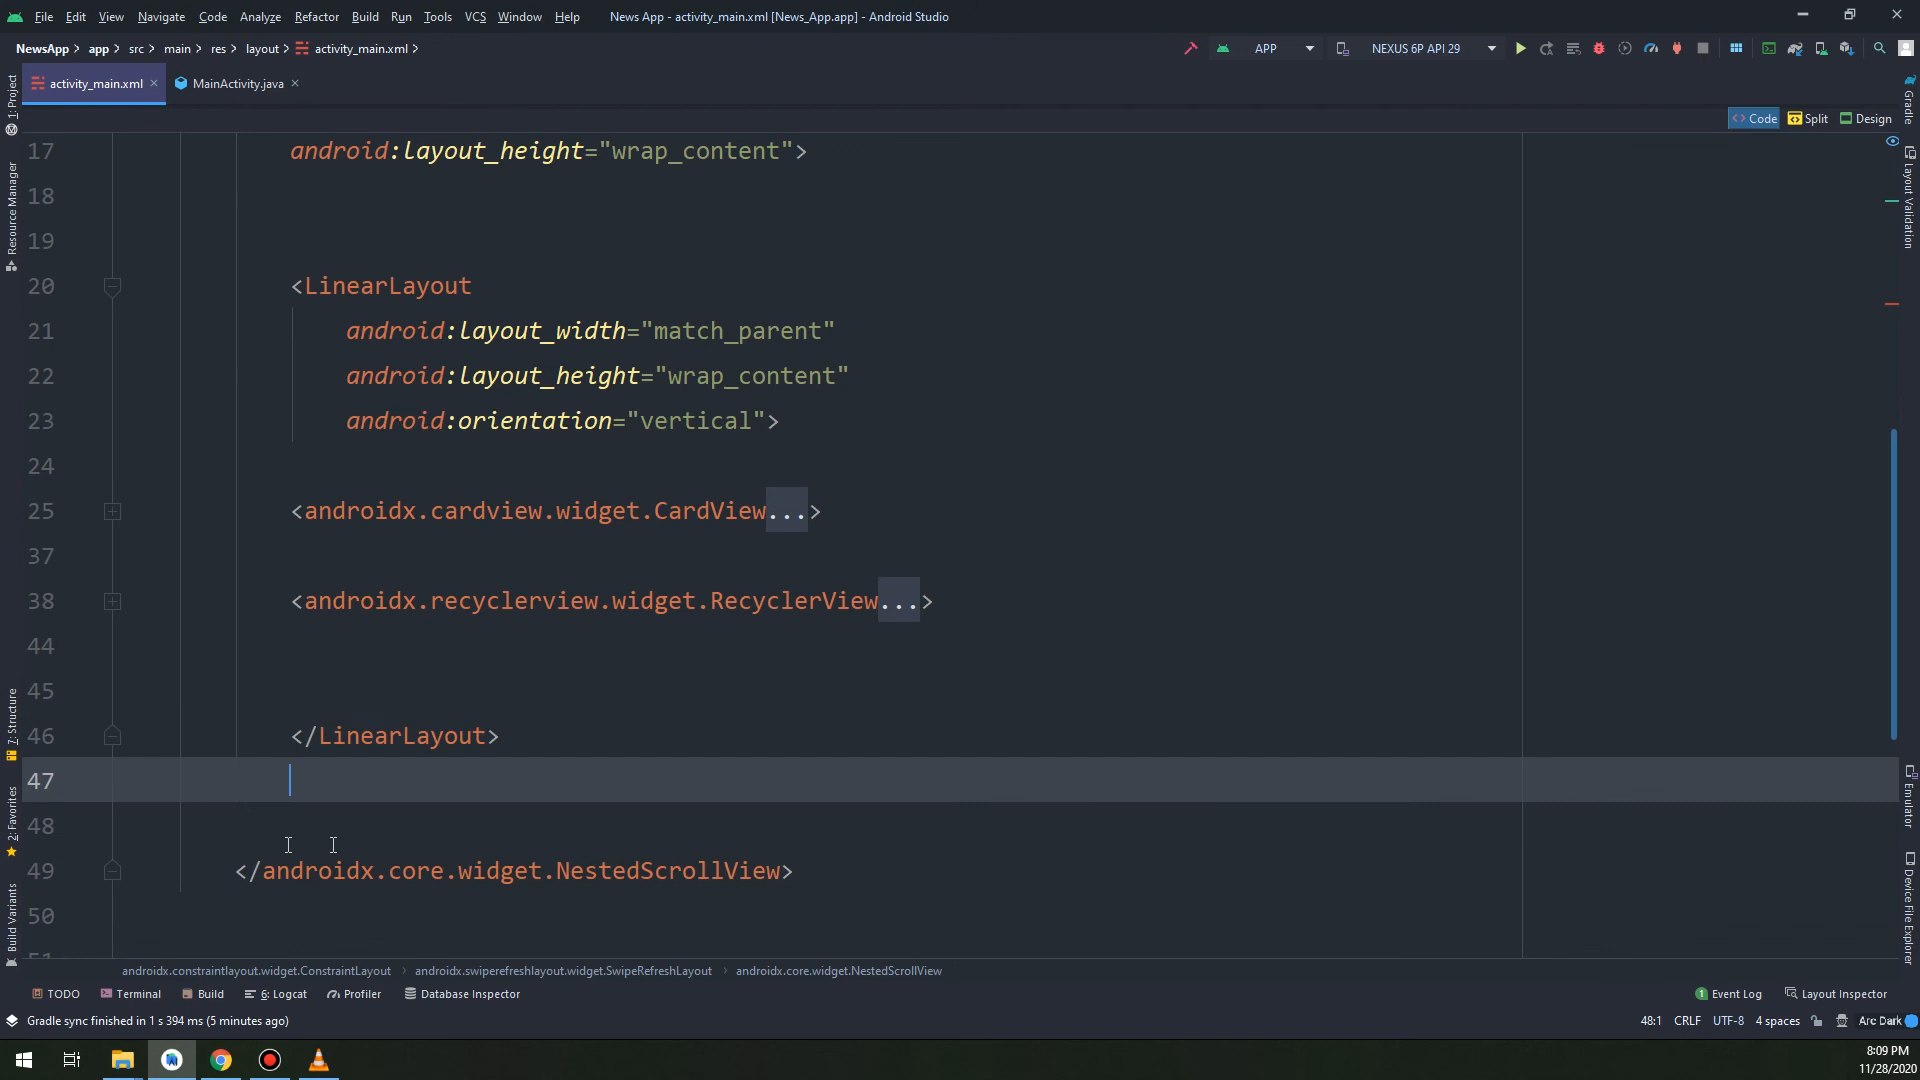 File Edit View Navigate Code Analyze Refactor Build Run Tools VCS Window Help News App - activity_main.xml [News_App.app] - Android Studio
NewsApp app src main res layout activity_main.xml APP NEXUS 6P API 29
activity_main.xml MainActivity.java
Code Split Design
17 android:layout_height="wrap_content">
18
19
20 <LinearLayout
21 android:layout_width="match_parent"
22 android:layout_height="wrap_content"
23 android:orientation="vertical">
24
25 <androidx.cardview.widget.CardView...>
37
38 <androidx.recyclerview.widget.RecyclerView...>
44
45
46 </LinearLayout>
47
48
49 </androidx.core.widget.NestedScrollView>
50
51
1: Project
Resource Manager
7: Structure
2: Favorites
Build Variants
Gradle
Layout Validation
Emulator
Device File Explorer
androidx.constraintlayout.widget.ConstraintLayout androidx.swiperefreshlayout.widget.SwipeRefreshLayout androidx.core.widget.NestedScrollView
TODO Terminal Build 6: Logcat Profiler Database Inspector 1 Event Log Layout Inspector
Gradle sync finished in 1 s 394 ms (5 minutes ago) 48:1 CRLF UTF-8 4 spaces Arc Dark
8:09 PM
11/28/2020